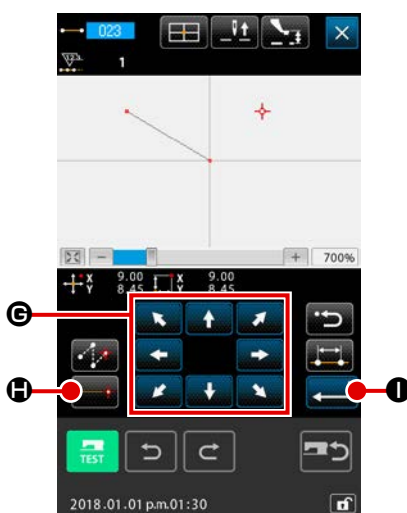 023
1
− + 700%
X 9.00 X 9.00
Y 8.45 Y 8.45
G
H I
TEST
2018.01.01 p.m.01:30